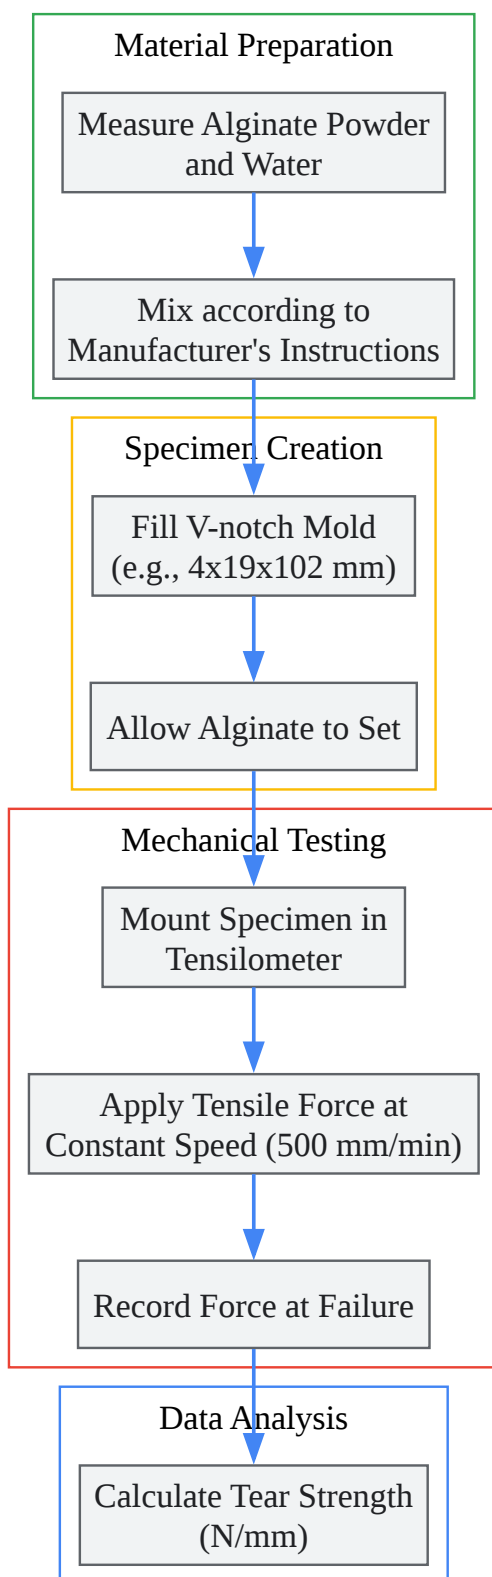 Material Preparation
Measure Alginate Powder
and Water
Mix according to
Manufacturer's Instructions
Specimen Creation
Fill V-notch Mold
(e.g., 4x19x102 mm)
Allow Alginate to Set
Mechanical Testing
Mount Specimen in
Tensilometer
Apply Tensile Force at
Constant Speed (500 mm/min)
Record Force at Failure
Data Analysis
Calculate Tear Strength
(N/mm)